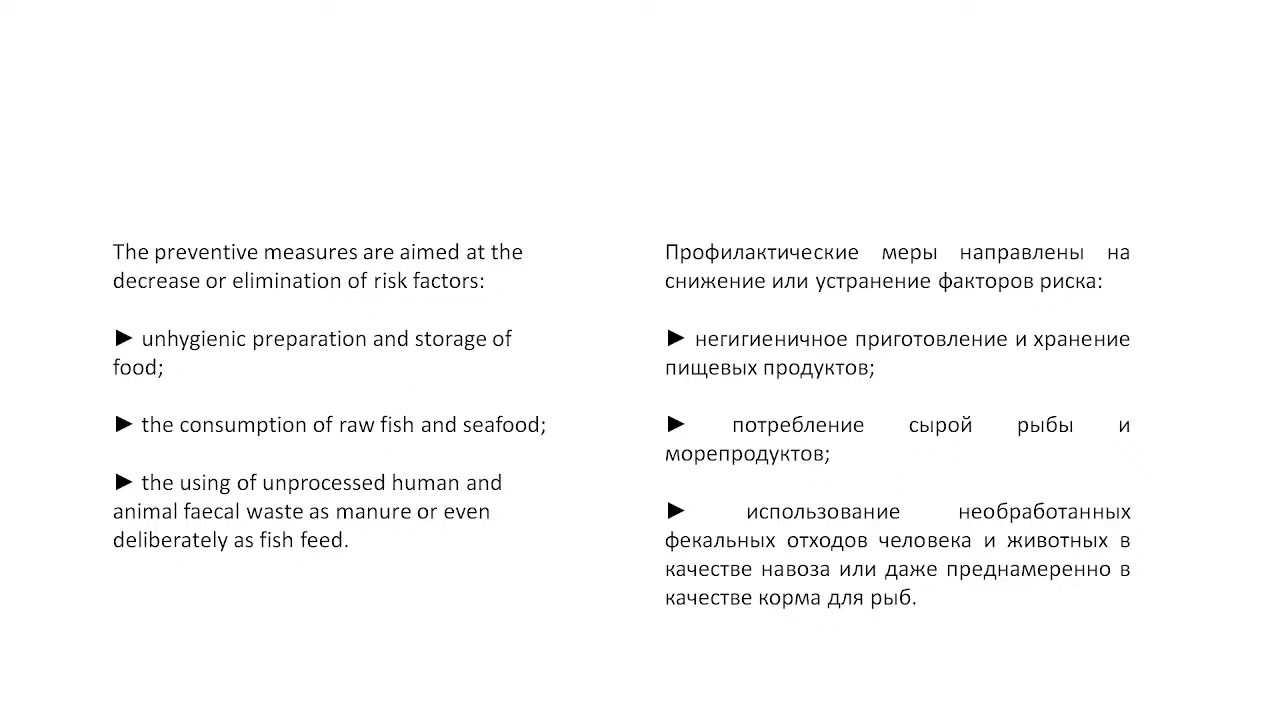 The preventive measures are aimed at the
decrease or elimination of risk factors:
► unhygienic preparation and storage of
food;
► the consumption of raw fish and seafood;
► the using of unprocessed human and
animal faecal waste as manure or even
deliberately as fish feed.
Профилактические меры направлены на
снижение или устранение факторов риска:
► негигиеничное приготовление и хранение
пищевых продуктов;
► потребление сырой рыбы и
морепродуктов;
► использование необработанных
фекальных отходов человека и животных в
качестве навоза или даже преднамеренно в
качестве корма для рыб.